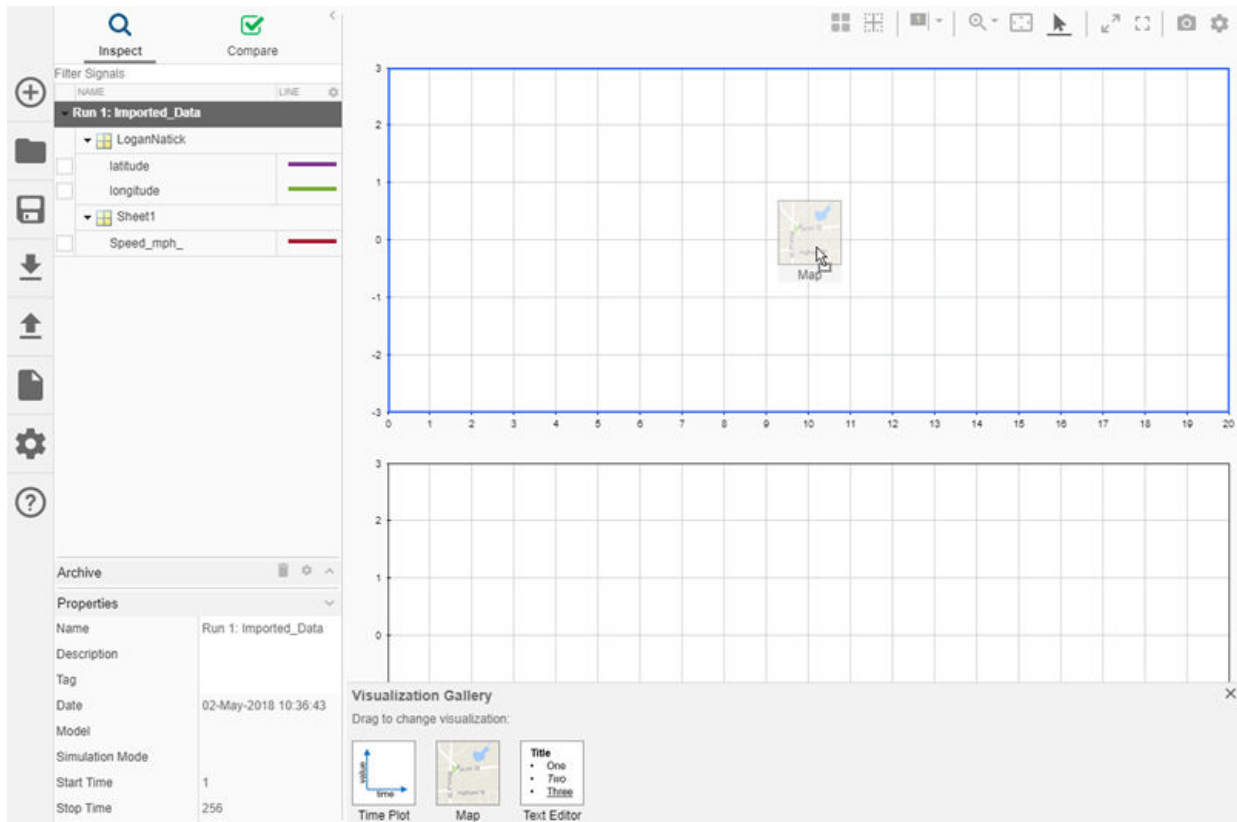 Inspect
Compare
Filter Signals
NAME LINE
Run 1: Imported_Data
LoganNatick
latitude
longitude
Sheet1
Speed_mph_
Archive
Properties
Name Run 1: Imported_Data
Description
Tag
Date 02-May-2018 10:36:43
Model
Simulation Mode
Start Time 1
Stop Time 256
1
3
2
1
0
-1
-2
-3
0 1 2 3 4 5 6 7 8 9 10 11 12 13 14 15 16 17 18 19 20
Map
3
2
1
0
Visualization Gallery
Drag to change visualization:
value
time
Time Plot
Map
Title
• One
• Two
• Three
Text Editor